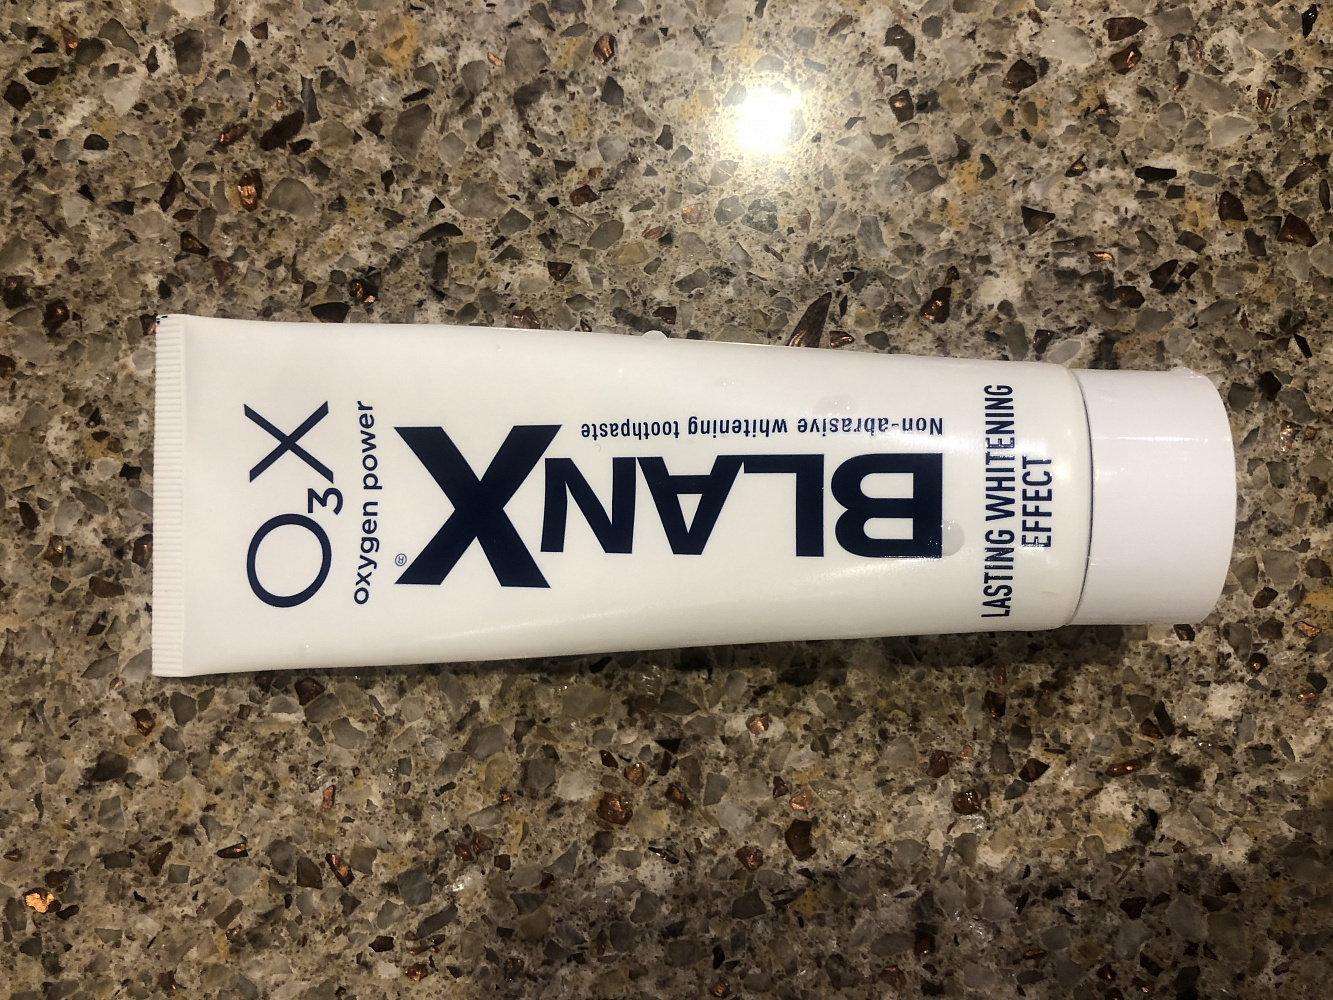 O₃X
oxygen power
BLANX®
Non-abrasive whitening toothpaste
LASTING WHITENING
EFFECT